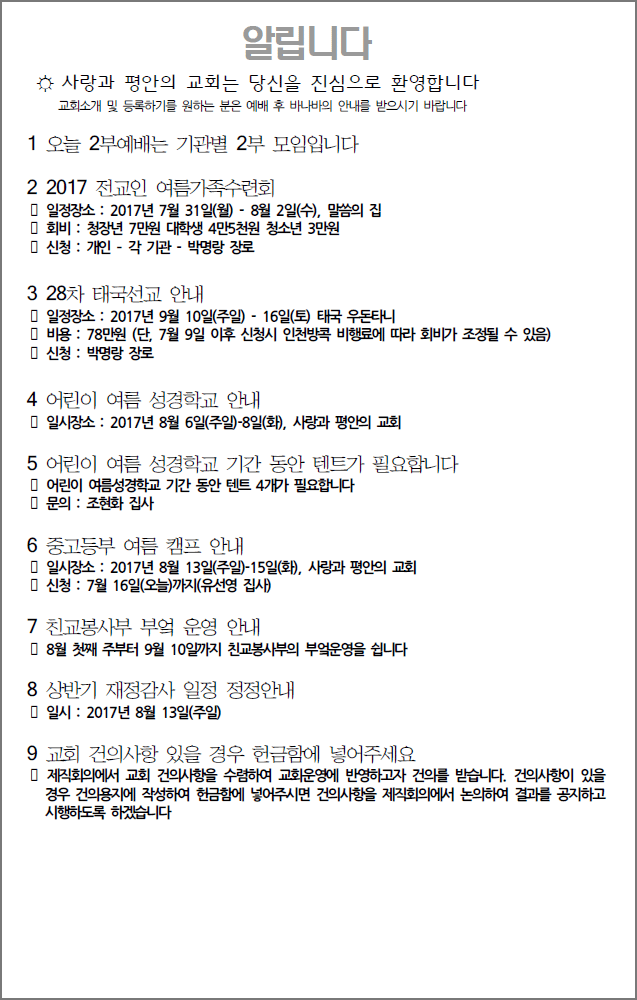 알립니다
☼ 사랑과 평안의 교회는 당신을 진심으로 환영합니다
교회소개 및 등록하기를 원하는 분은 예배 후 바나바의 안내를 받으시기 바랍니다
1 오늘 2부예배는 기관별 2부 모임입니다
2 2017 전교인 여름가족수련회
▯ 일정장소 : 2017년 7월 31일(월) - 8월 2일(수), 말씀의 집
▯ 회비 : 청장년 7만원 대학생 4만5천원 청소년 3만원
▯ 신청 : 개인 - 각 기관 - 박명랑 장로
3 28차 태국선교 안내
▯ 일정장소 : 2017년 9월 10일(주일) - 16일(토) 태국 우돈타니
▯ 비용 : 78만원 (단, 7월 9일 이후 신청시 인천방콕 비행료에 따라 회비가 조정될 수 있음)
▯ 신청 : 박명랑 장로
4 어린이 여름 성경학교 안내
▯ 일시장소 : 2017년 8월 6일(주일)-8일(화), 사랑과 평안의 교회
5 어린이 여름 성경학교 기간 동안 텐트가 필요합니다
▯ 어린이 여름성경학교 기간 동안 텐트 4개가 필요합니다
▯ 문의 : 조현화 집사
6 중고등부 여름 캠프 안내
▯ 일시장소 : 2017년 8월 13일(주일)-15일(화), 사랑과 평안의 교회
▯ 신청 : 7월 16일(오늘)까지(유선영 집사)
7 친교봉사부 부엌 운영 안내
▯ 8월 첫째 주부터 9월 10일까지 친교봉사부의 부엌운영을 쉽니다
8 상반기 재정감사 일정 정정안내
▯ 일시 : 2017년 8월 13일(주일)
9 교회 건의사항 있을 경우 헌금함에 넣어주세요
▯ 제직회의에서 교회 건의사항을 수렴하여 교회운영에 반영하고자 건의를 받습니다. 건의사항이 있을
경우 건의용지에 작성하여 헌금함에 넣어주시면 건의사항을 제직회의에서 논의하여 결과를 공지하고
시행하도록 하겠습니다